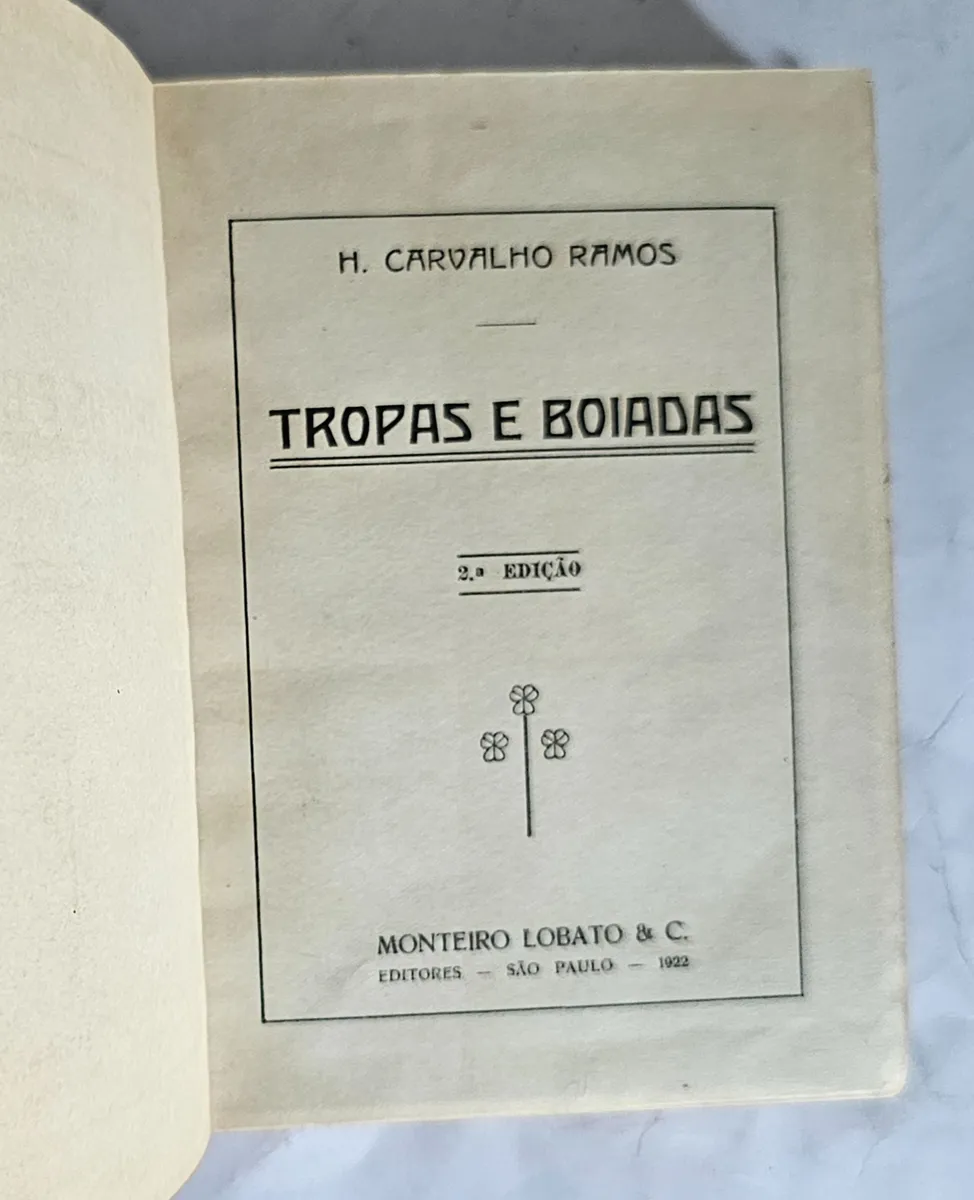 H. CARVALHO RAMOS
TROPAS E BOIADAS
2.ª EDIÇÃO
MONTEIRO LOBATO & C.
EDITORES — SÃO PAULO — 1922